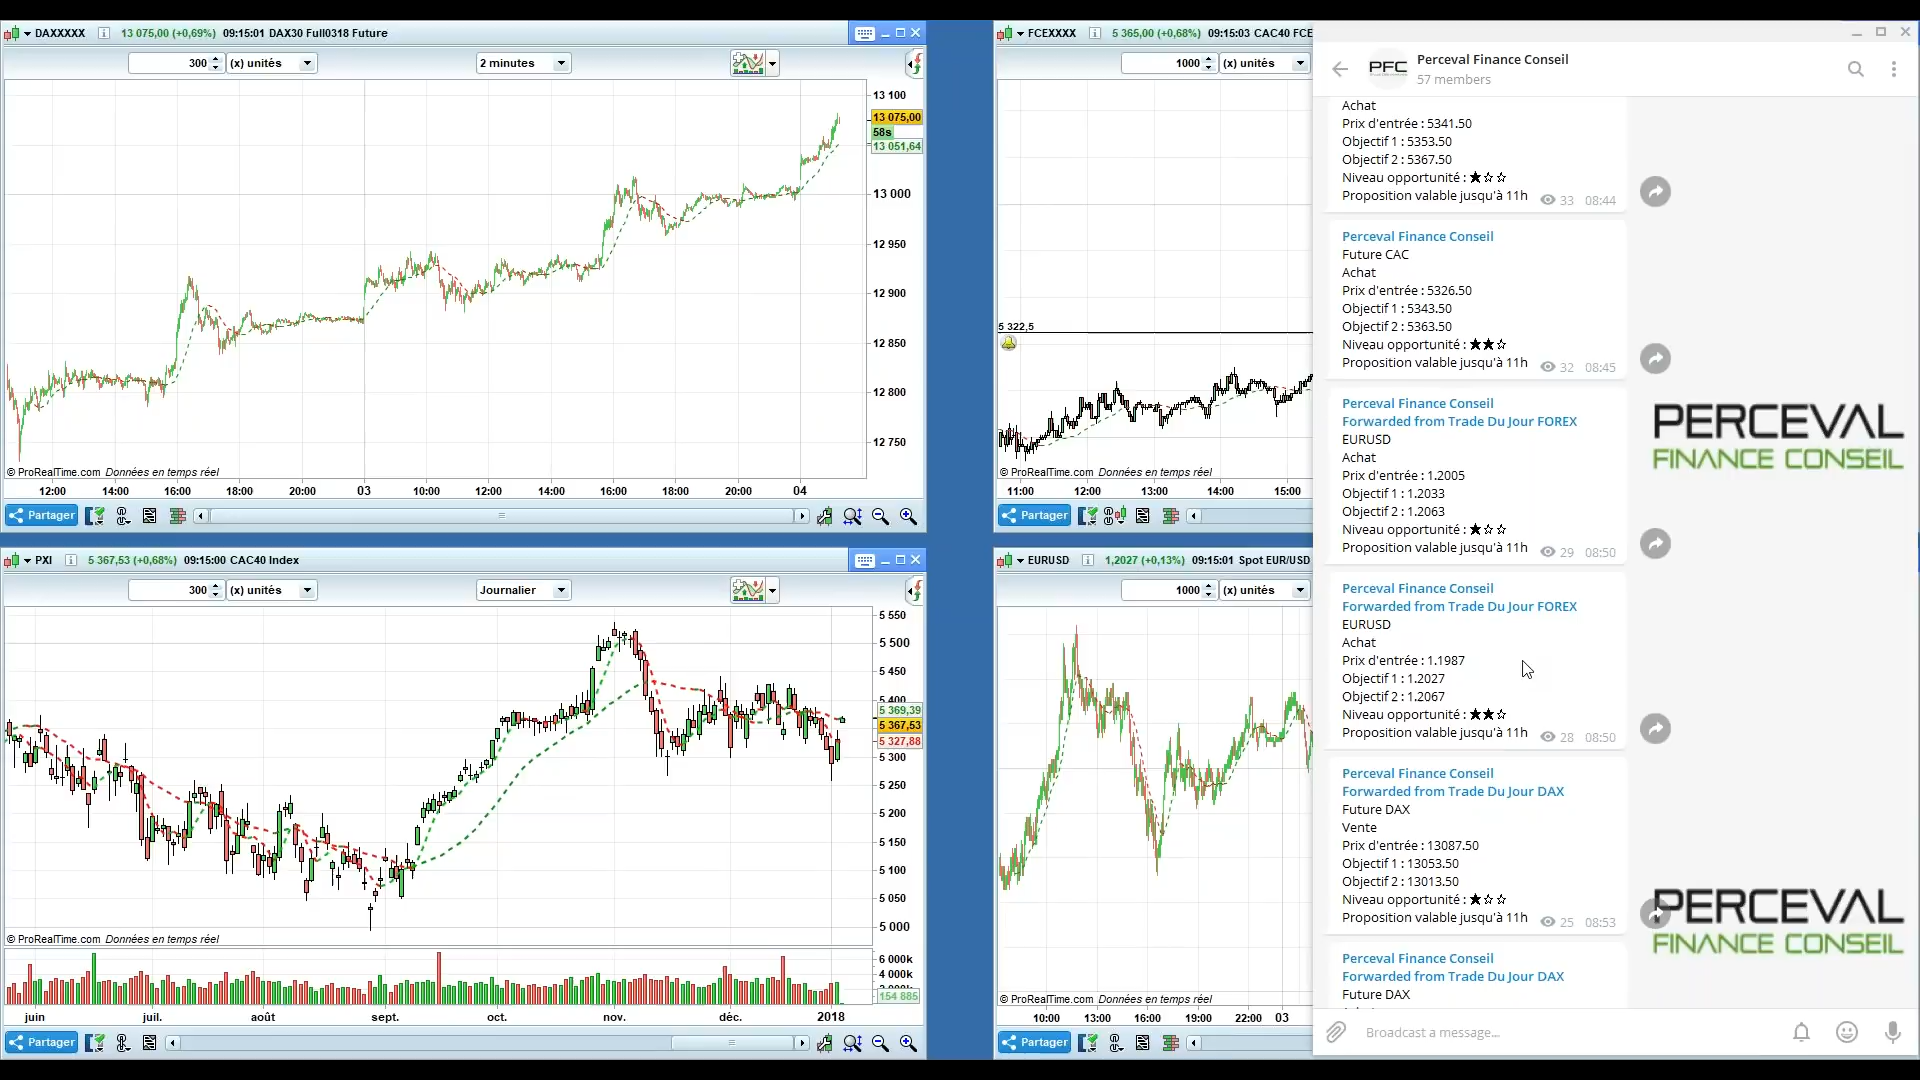 DAXXXXX 13 075,00 (+0,69%) 09:15:01 DAX30 Full0318 Future
300 (x) unités 2 minutes
13 100
13 075,00
58s
13 051,64
13 000
12 950
12 900
12 850
12 800
12 750
© ProRealTime.com Données en temps réel
12:00 14:00 16:00 18:00 20:00 03 10:00 12:00 14:00 16:00 18:00 20:00 04
Partager
FCEXXXX 5 365,00 (+0,68%) 09:15:03 CAC40 FCE
1000 (x) unités
5 322,5
© ProRealTime.com Données en temps réel
11:00 12:00 13:00 14:00 15:00
Partager
PXI 5 367,53 (+0,68%) 09:15:00 CAC40 Index
300 (x) unités Journalier
5 550
5 500
5 450
5 400
5 369,39
5 367,53
5 327,88
5 300
5 250
5 200
5 150
5 100
5 050
5 000
© ProRealTime.com Données en temps réel
6 000k
4 000k
154 885
juin juil. août sept. oct. nov. déc. 2018
Partager
EURUSD 1,2027 (+0,13%) 09:15:01 Spot EUR/USD
1000 (x) unités
© ProRealTime.com Données en temps réel
10:00 13:00 16:00 19:00 22:00 03
Partager
PFC
Perceval Finance Conseil
57 members
Achat
Prix d'entrée : 5341.50
Objectif 1 : 5353.50
Objectif 2 : 5367.50
Niveau opportunité : ★☆☆
Proposition valable jusqu'à 11h 33 08:44
Perceval Finance Conseil
Future CAC
Achat
Prix d'entrée : 5326.50
Objectif 1 : 5343.50
Objectif 2 : 5363.50
Niveau opportunité : ★★☆
Proposition valable jusqu'à 11h 32 08:45
Perceval Finance Conseil
Forwarded from Trade Du Jour FOREX
EURUSD
Achat
Prix d'entrée : 1.2005
Objectif 1 : 1.2033
Objectif 2 : 1.2063
Niveau opportunité : ★☆☆
Proposition valable jusqu'à 11h 29 08:50
Perceval Finance Conseil
Forwarded from Trade Du Jour FOREX
EURUSD
Achat
Prix d'entrée : 1.1987
Objectif 1 : 1.2027
Objectif 2 : 1.2067
Niveau opportunité : ★★☆
Proposition valable jusqu'à 11h 28 08:50
Perceval Finance Conseil
Forwarded from Trade Du Jour DAX
Future DAX
Vente
Prix d'entrée : 13087.50
Objectif 1 : 13053.50
Objectif 2 : 13013.50
Niveau opportunité : ★☆☆
Proposition valable jusqu'à 11h 25 08:53
Perceval Finance Conseil
Forwarded from Trade Du Jour DAX
Future DAX
Broadcast a message...
PERCEVAL
FINANCE CONSEIL
PERCEVAL
FINANCE CONSEIL